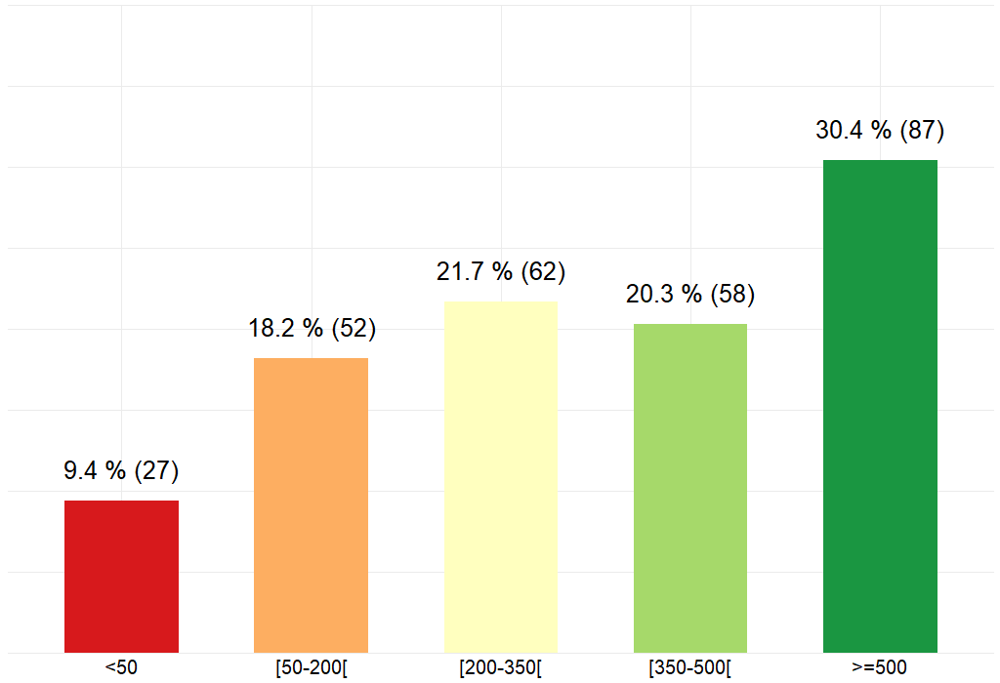 30.4 % (87)
21.7 % (62)
20.3 % (58)
18.2 % (52)
9.4 % (27)
<50
[50-200[
[200-350[
[350-500[
>=500